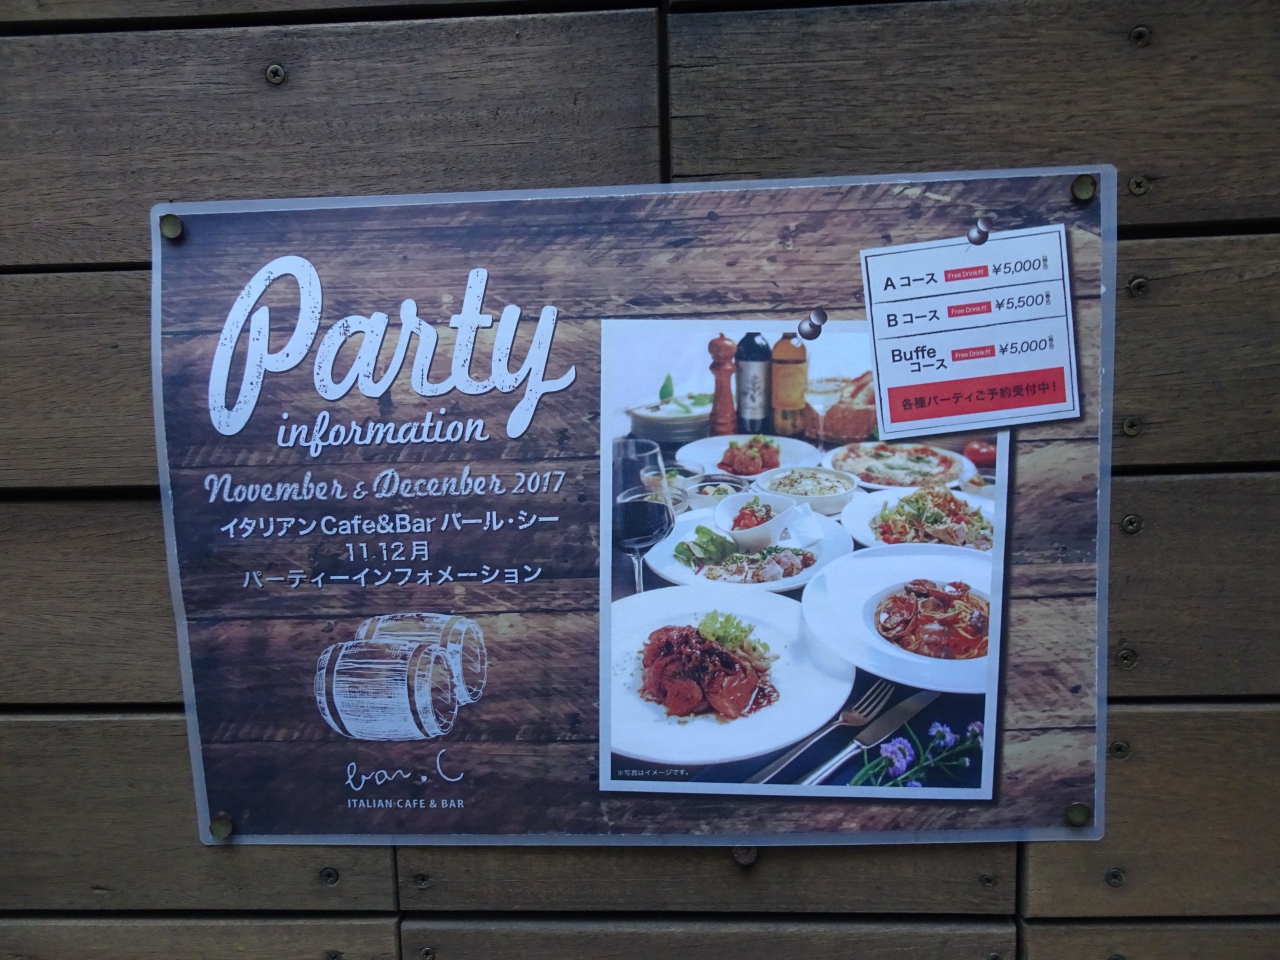 Party
information
November & Decenber 2017
イタリアンCafe&Bar バール・シー
11.12月
パーティーインフォメーション
bar.C
ITALIAN CAFE & BAR
Aコース Free Drink付 ¥5,000
Bコース Free Drink付 ¥5,500
Buffe Free Drink付 ¥5,000
コース
各種パーティご予約受付中!
※写真はイメージです。